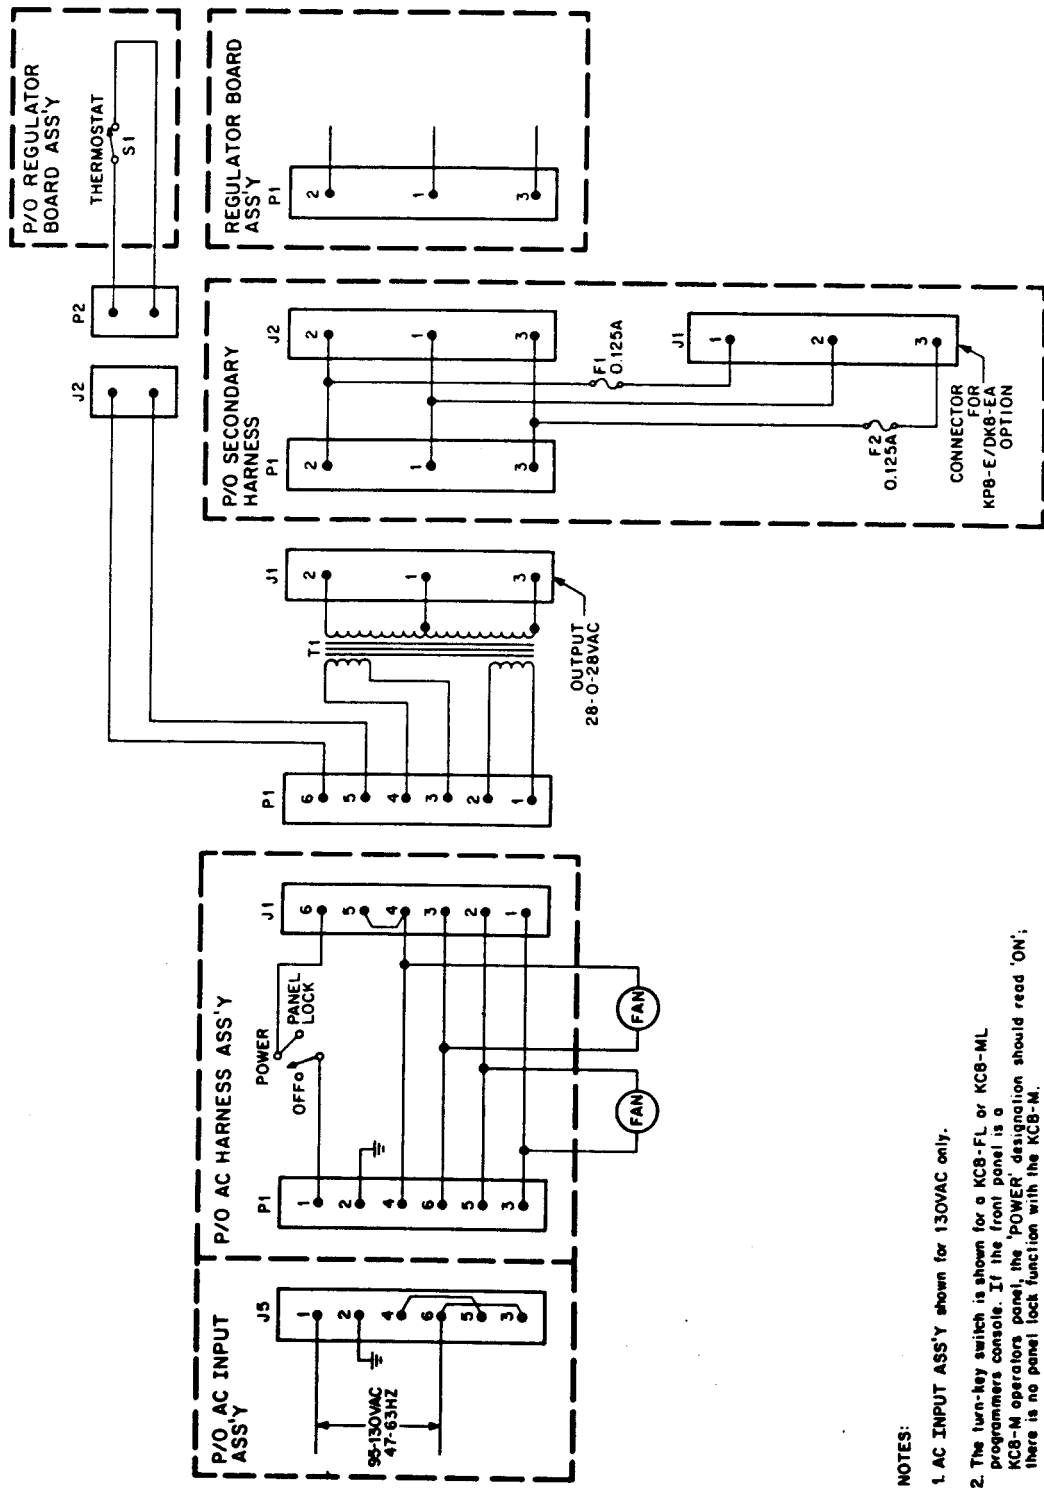 P/O AC INPUT
ASS'Y
J5
1
2
4
6
5
3
95-130VAC
47-63HZ
P/O AC HARNESS ASS'Y
P1
1
2
4
6
5
3
POWER
OFF
PANEL
LOCK
J1
6
5
4
3
2
1
FAN
FAN
P1
6
5
4
3
2
1
T1
J1
2
1
3
OUTPUT
28-0-28VAC
P/O SECONDARY
HARNESS
P1
2
1
3
J2
2
1
3
F1
0.125A
F2
0.125A
J1
1
2
3
CONNECTOR
FOR
KP8-E/DK8-EA
OPTION
J2
P2
P/O REGULATOR
BOARD ASS'Y
THERMOSTAT
S1
REGULATOR BOARD
ASS'Y
P1
2
1
3
NOTES:
1. AC INPUT ASS'Y shown for 130VAC only.
2. The turn-key switch is shown for a KC8-FL or KC8-ML
programmers console. If the front panel is a
KC8-M operators panel, the 'POWER' designation should read 'ON';
there is no panel lock function with the KC8-M.